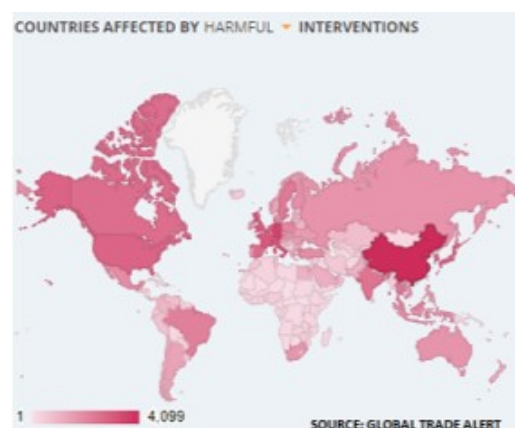 COUNTRIES AFFECTED BY HARMFUL INTERVENTIONS
1 4,099
SOURCE: GLOBAL TRADE ALERT